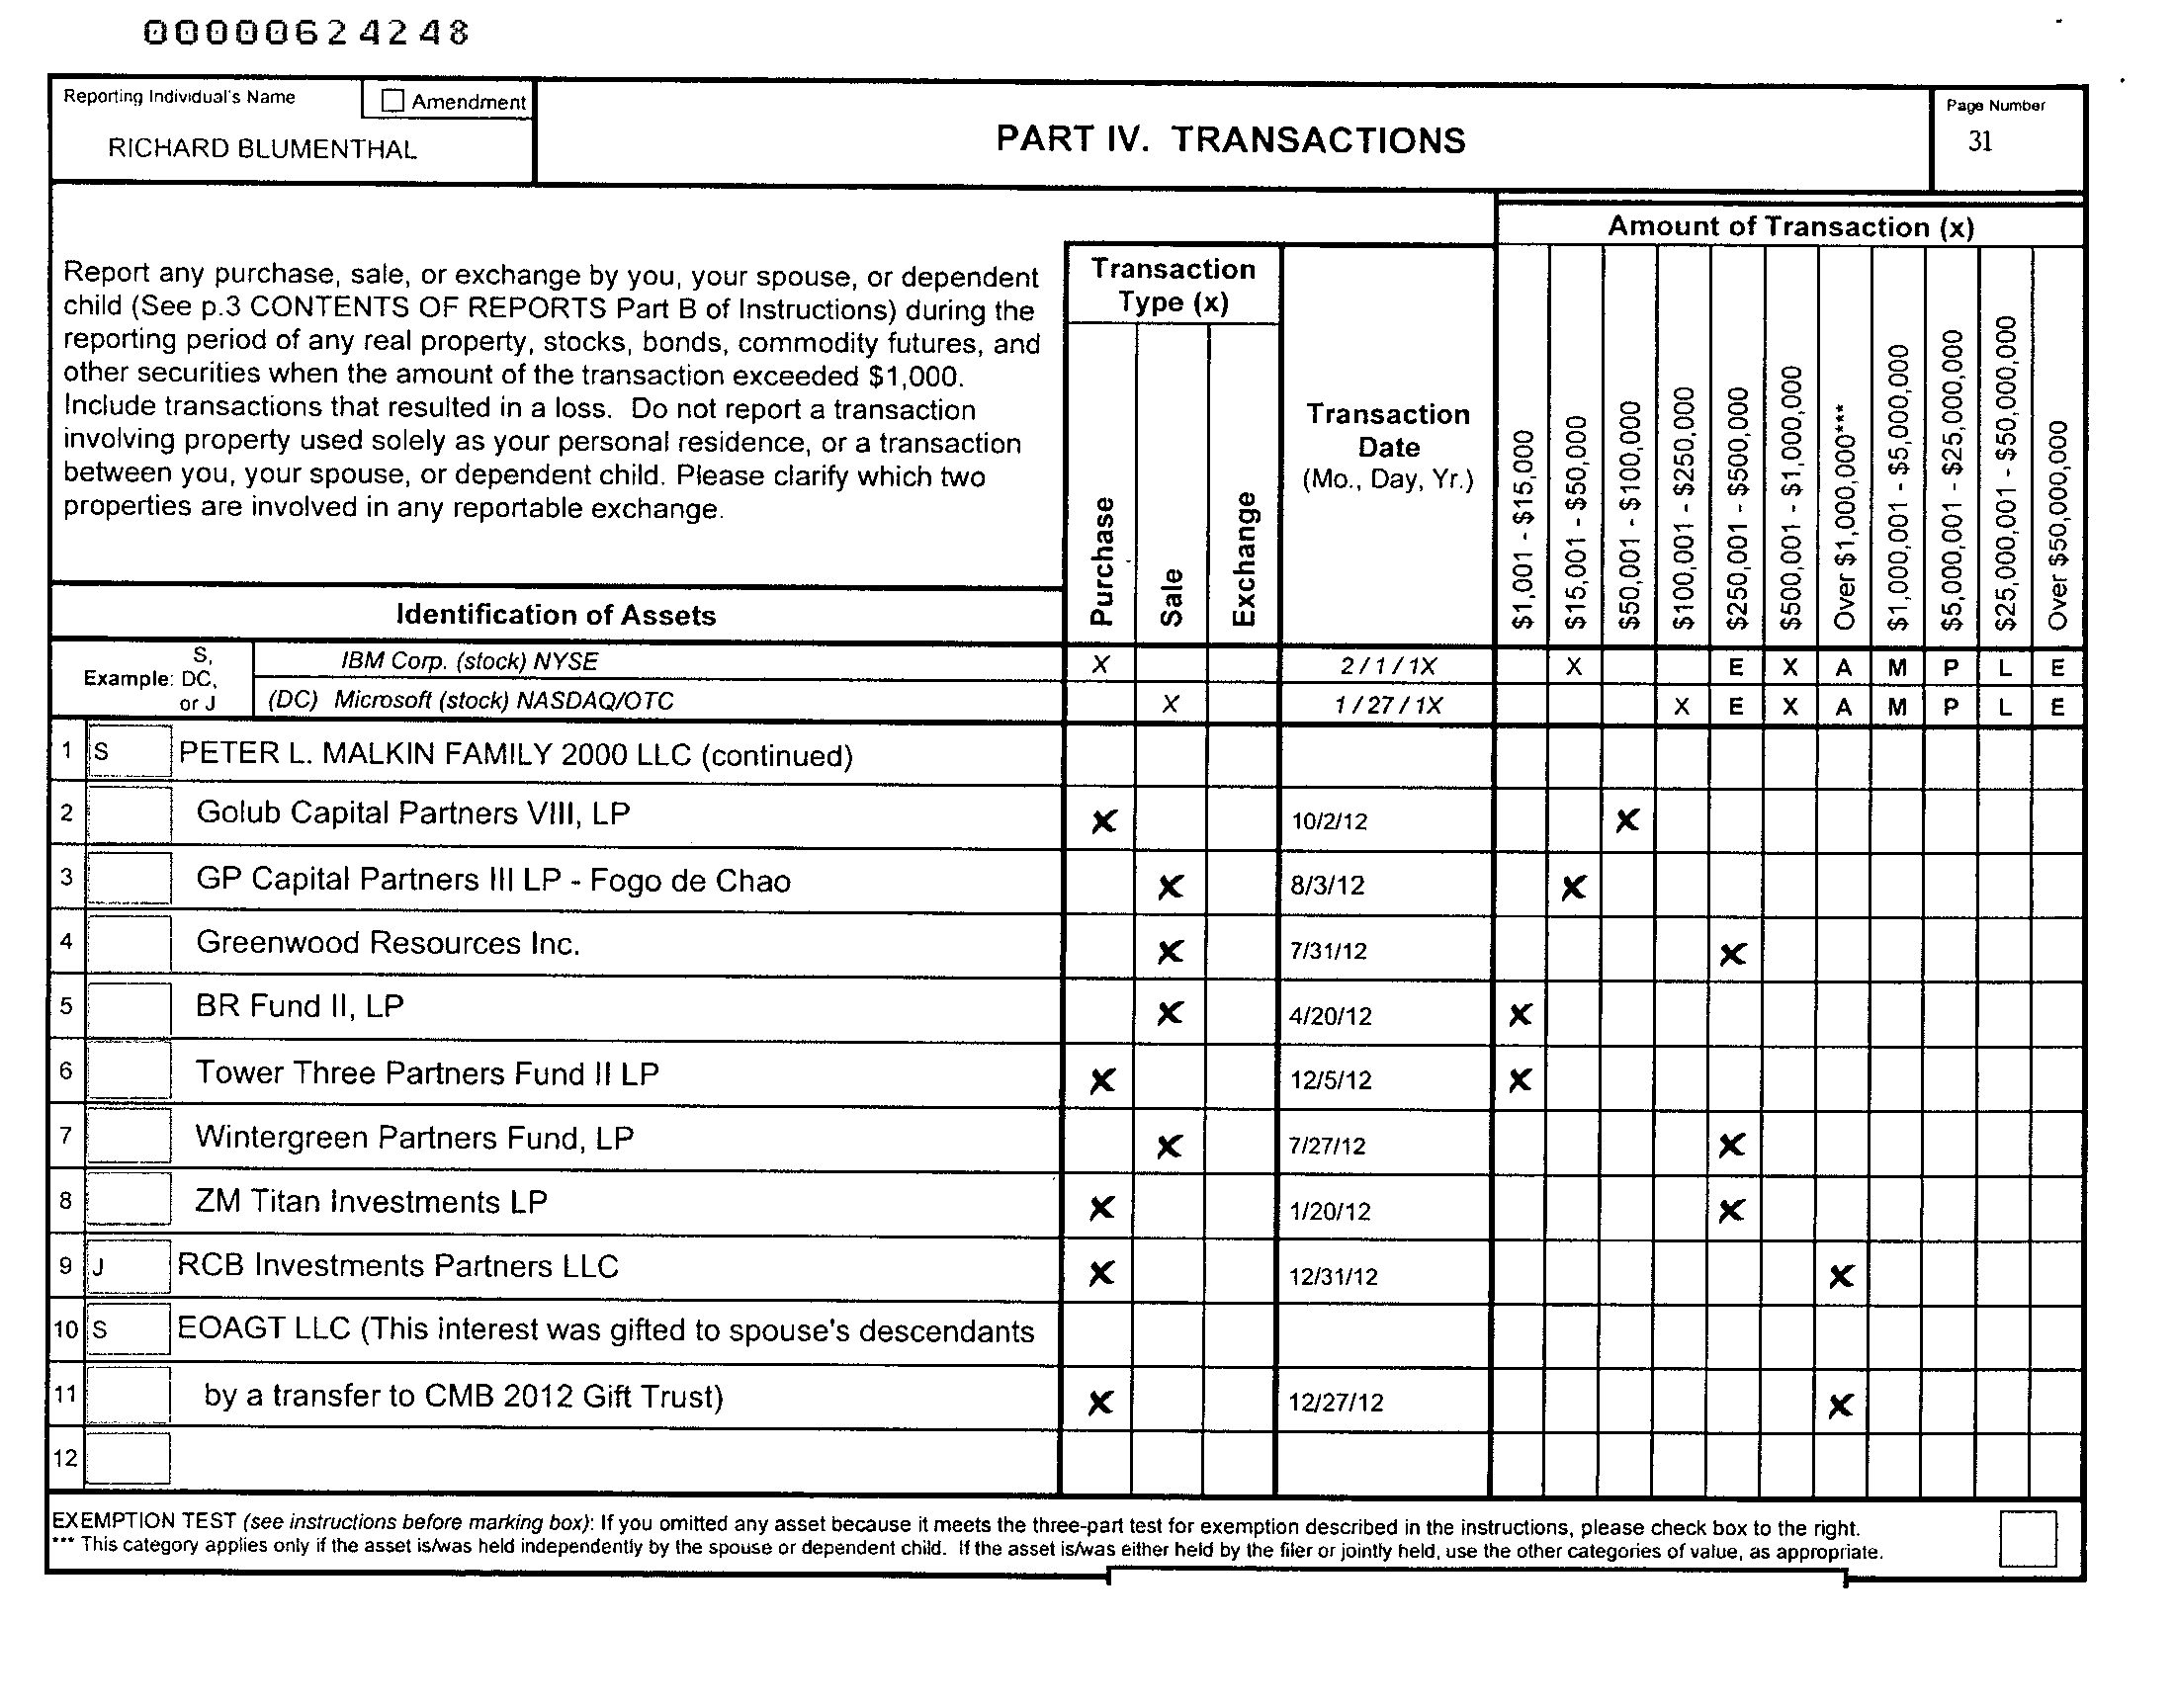 00000624248
Reporting Individual's Name
Amendment
RICHARD BLUMENTHAL
PART IV. TRANSACTIONS
Page Number
31
Report any purchase, sale, or exchange by you, your spouse, or dependent
child (See p.3 CONTENTS OF REPORTS Part B of Instructions) during the
reporting period of any real property, stocks, bonds, commodity futures, and
other securities when the amount of the transaction exceeded $1,000.
Include transactions that resulted in a loss. Do not report a transaction
involving property used solely as your personal residence, or a transaction
between you, your spouse, or dependent child. Please clarify which two
properties are involved in any reportable exchange.
Identification of Assets
Transaction
Type (x)
Purchase
Sale
Exchange
Transaction
Date
(Mo., Day, Yr.)
Amount of Transaction (x)
$1,001 - $15,000
$15,001 - $50,000
$50,001 - $100,000
$100,001 - $250,000
$250,001 - $500,000
$500,001 - $1,000,000
Over $1,000,000***
$1,000,001 - $5,000,000
$5,000,001 - $25,000,000
$25,000,001 - $50,000,000
Over $50,000,000
Example: S, DC, or J
IBM Corp. (stock) NYSE X 2/1/1X X E X A M P L E
(DC) Microsoft (stock) NASDAQ/OTC X 1/27/1X X E X A M P L E
1 S PETER L. MALKIN FAMILY 2000 LLC (continued)
2 Golub Capital Partners VIII, LP X 10/2/12 X
3 GP Capital Partners III LP - Fogo de Chao X 8/3/12 X
4 Greenwood Resources Inc. X 7/31/12 X
5 BR Fund II, LP X 4/20/12 X
6 Tower Three Partners Fund II LP X 12/5/12 X
7 Wintergreen Partners Fund, LP X 7/27/12 X
8 ZM Titan Investments LP X 1/20/12 X
9 J RCB Investments Partners LLC X 12/31/12 X
10 S EOAGT LLC (This interest was gifted to spouse's descendants
11 by a transfer to CMB 2012 Gift Trust) X 12/27/12 X
12
EXEMPTION TEST (see instructions before marking box): If you omitted any asset because it meets the three-part test for exemption described in the instructions, please check box to the right.
*** This category applies only if the asset is/was held independently by the spouse or dependent child. If the asset is/was either held by the filer or jointly held, use the other categories of value, as appropriate.